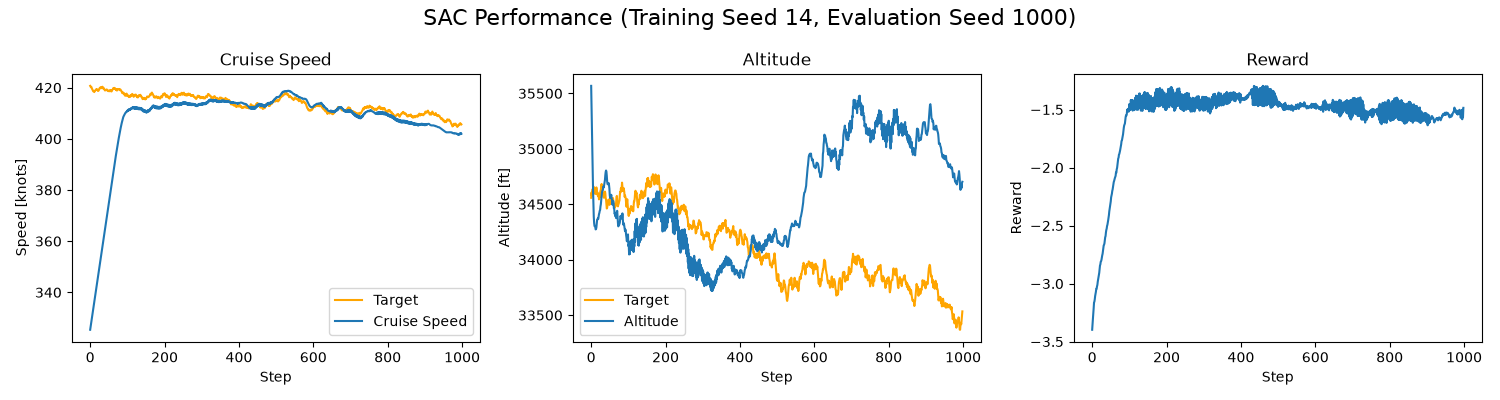 SAC Performance (Training Seed 14, Evaluation Seed 1000)
Cruise Speed
Speed [knots]
420
400
380
360
340
Target
Cruise Speed
0 200 400 600 800 1000
Step
Altitude
Altitude [ft]
35500
35000
34500
34000
33500
Target
Altitude
0 200 400 600 800 1000
Step
Reward
Reward
−1.5
−2.0
−2.5
−3.0
−3.5
0 200 400 600 800 1000
Step